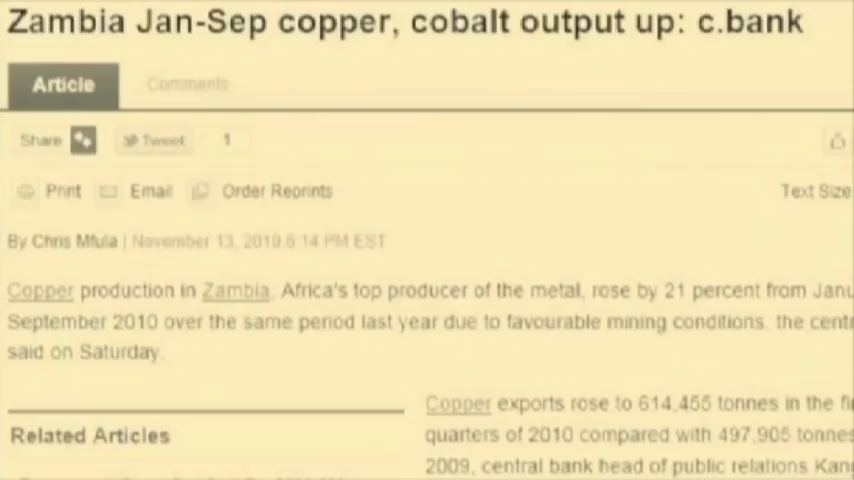 Zambia Jan-Sep copper, cobalt output up: c.bank
Article Comments
Share Tweet 1
Print Email Order Reprints Text Size
By Chris Mfula | November 13, 2010 6:14 PM EST
Copper production in Zambia, Africa's top producer of the metal, rose by 21 percent from Janu
September 2010 over the same period last year due to favourable mining conditions, the centr
said on Saturday.
Copper exports rose to 614,455 tonnes in the fi
quarters of 2010 compared with 497,905 tonnes
2009, central bank head of public relations Kan
Related Articles